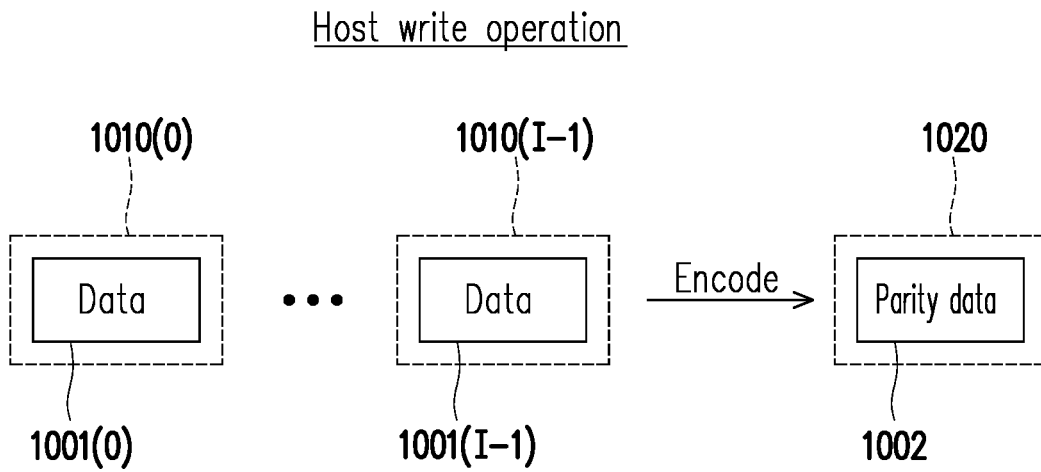 Host write operation
1010(0) 1010(I-1) 1020
Data ••• Data Encode Parity data
1001(0) 1001(I-1) 1002